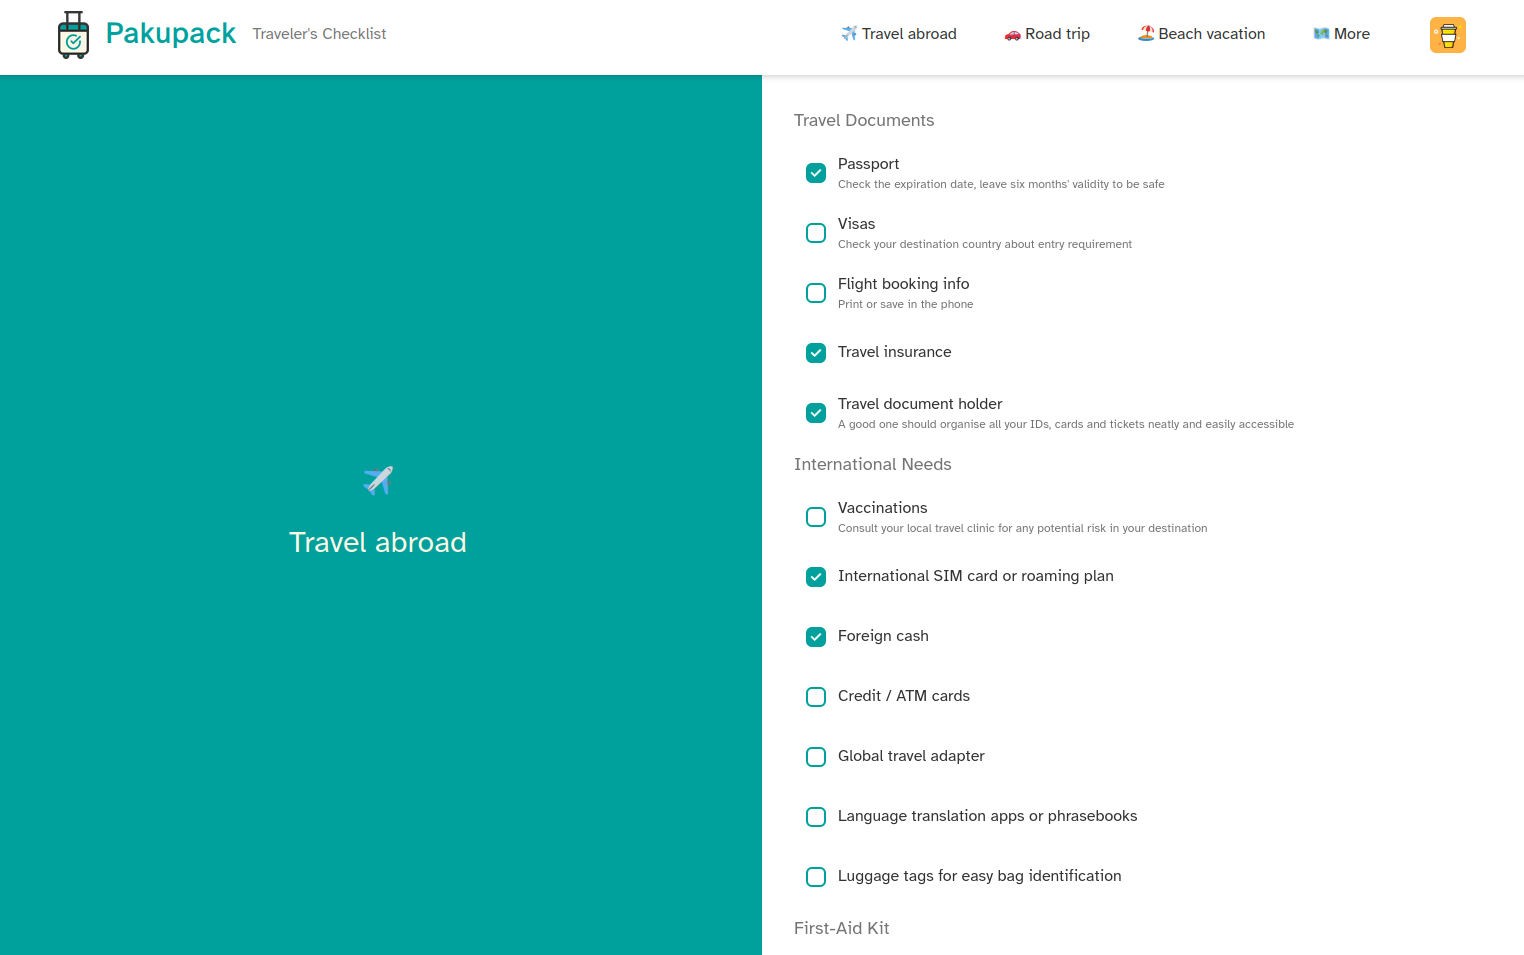 Pakupack Traveler's Checklist
Travel abroad Road trip Beach vacation More
Travel abroad
Travel Documents
Passport
Check the expiration date, leave six months' validity to be safe
Visas
Check your destination country about entry requirement
Flight booking info
Print or save in the phone
Travel insurance
Travel document holder
A good one should organise all your IDs, cards and tickets neatly and easily accessible
International Needs
Vaccinations
Consult your local travel clinic for any potential risk in your destination
International SIM card or roaming plan
Foreign cash
Credit / ATM cards
Global travel adapter
Language translation apps or phrasebooks
Luggage tags for easy bag identification
First-Aid Kit